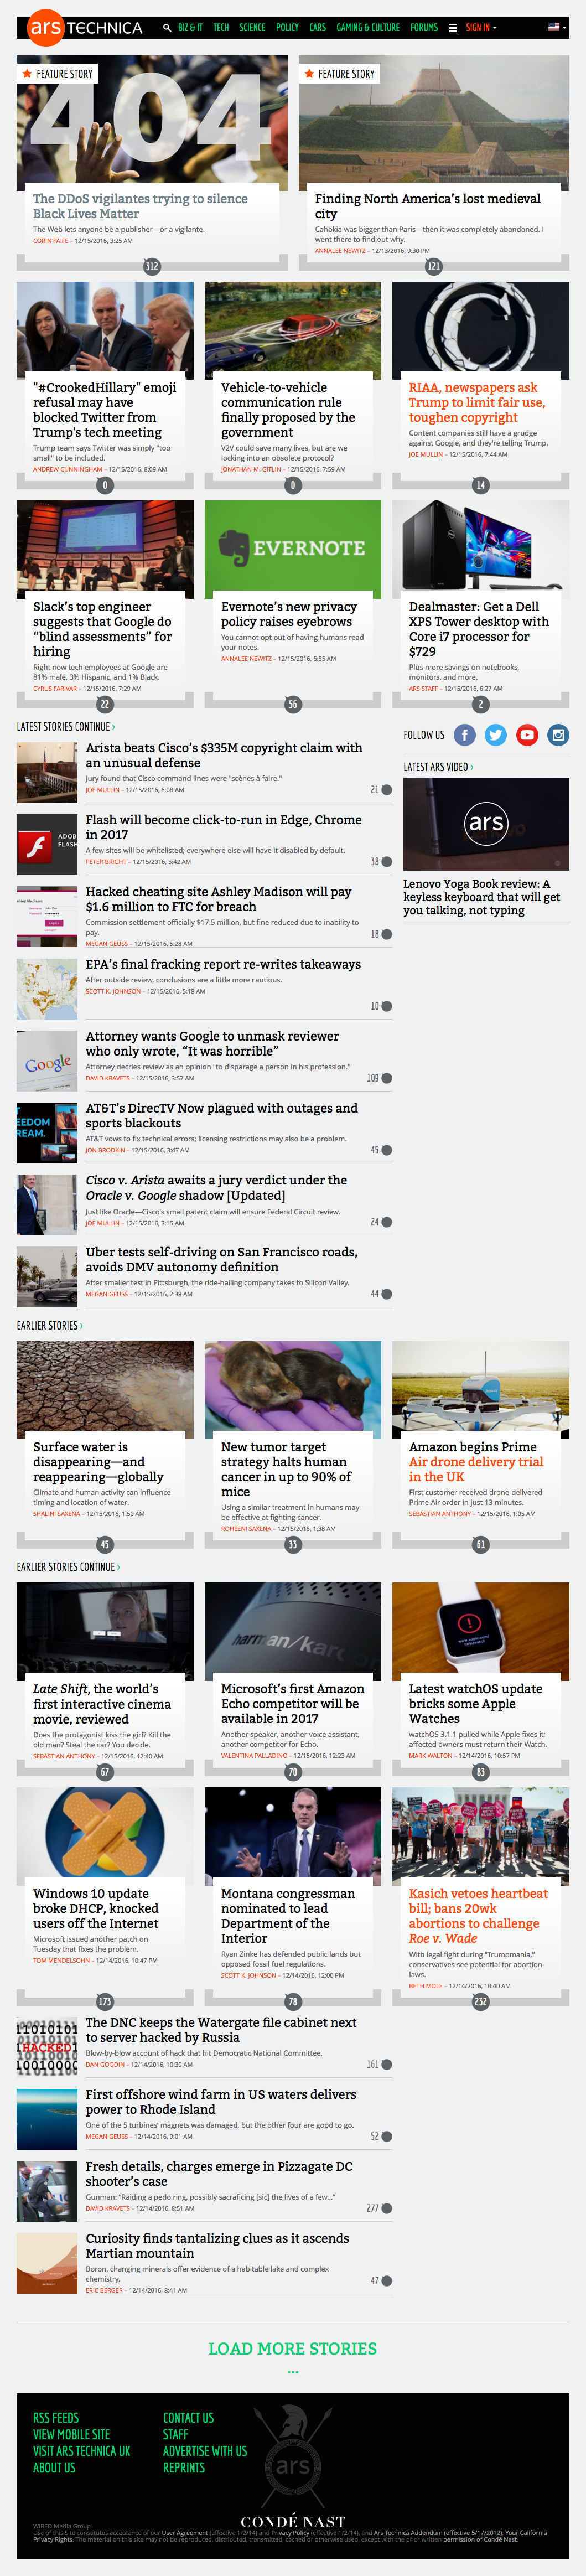 ars TECHNICA
BIZ & IT TECH SCIENCE POLICY CARS GAMING & CULTURE FORUMS SIGN IN
FEATURE STORY
404
The DDoS vigilantes trying to silence
Black Lives Matter
The Web lets anyone be a publisher—or a vigilante.
CORIN FAIFE - 12/15/2016, 3:25 AM
312
FEATURE STORY
Finding North America's lost medieval
city
Cahokia was bigger than Paris—then it was completely abandoned. I
went there to find out why.
ANNALEE NEWITZ - 12/13/2016, 9:30 PM
121
"#CrookedHillary" emoji
refusal may have
blocked Twitter from
Trump's tech meeting
Trump team says Twitter was simply "too
small" to be included.
ANDREW CUNNINGHAM - 12/15/2016, 8:09 AM
0
Vehicle-to-vehicle
communication rule
finally proposed by the
government
V2V could save many lives, but are we
locking into an obsolete protocol?
JONATHAN M. GITLIN - 12/15/2016, 7:59 AM
0
RIAA, newspapers ask
Trump to limit fair use,
toughen copyright
Content companies still have a grudge
against Google, and they're telling Trump.
JOE MULLIN - 12/15/2016, 7:44 AM
14
Slack's top engineer
suggests that Google do
“blind assessments” for
hiring
Right now tech employees at Google are
81% male, 3% Hispanic, and 1% Black.
CYRUS FARIVAR - 12/15/2016, 7:29 AM
22
EVERNOTE
Evernote's new privacy
policy raises eyebrows
You cannot opt out of having humans read
your notes.
ANNALEE NEWITZ - 12/15/2016, 6:55 AM
56
Dealmaster: Get a Dell
XPS Tower desktop with
Core i7 processor for
$729
Plus more savings on notebooks,
monitors, and more.
ARS STAFF - 12/15/2016, 6:27 AM
2
LATEST STORIES CONTINUE ›
Arista beats Cisco's $335M copyright claim with
an unusual defense
Jury found that Cisco command lines were "scènes à faire."
JOE MULLIN - 12/15/2016, 6:08 AM
21
ADOBE
FLASH
Flash will become click-to-run in Edge, Chrome
in 2017
A few sites will be whitelisted; everywhere else will have it disabled by default.
PETER BRIGHT - 12/15/2016, 5:42 AM
38
Hacked cheating site Ashley Madison will pay
$1.6 million to FTC for breach
Commission settlement officially $17.5 million, but fine reduced due to inability to
pay.
MEGAN GEUSS - 12/15/2016, 5:28 AM
18
EPA's final fracking report re-writes takeaways
After outside review, conclusions are a little more cautious.
SCOTT K. JOHNSON - 12/15/2016, 5:18 AM
10
Google
Attorney wants Google to unmask reviewer
who only wrote, “It was horrible”
Attorney decries review as an opinion "to disparage a person in his profession."
DAVID KRAVETS - 12/15/2016, 3:57 AM
109
EEDOM
REAM.
AT&T's DirecTV Now plagued with outages and
sports blackouts
AT&T vows to fix technical errors; licensing restrictions may also be a problem.
JON BRODKIN - 12/15/2016, 3:47 AM
45
Cisco v. Arista awaits a jury verdict under the
Oracle v. Google shadow [Updated]
Just like Oracle—Cisco's small patent claim will ensure Federal Circuit review.
JOE MULLIN - 12/15/2016, 3:15 AM
24
Uber tests self-driving on San Francisco roads,
avoids DMV autonomy definition
After smaller test in Pittsburgh, the ride-hailing company takes to Silicon Valley.
MEGAN GEUSS - 12/15/2016, 2:38 AM
44
FOLLOW US
LATEST ARS VIDEO ›
ars
Lenovo Yoga Book review: A
keyless keyboard that will get
you talking, not typing
EARLIER STORIES ›
Surface water is
disappearing—and
reappearing—globally
Climate and human activity can influence
timing and location of water.
SHALINI SAXENA - 12/15/2016, 1:50 AM
45
New tumor target
strategy halts human
cancer in up to 90% of
mice
Using a similar treatment in humans may
be effective at fighting cancer.
ROHEENI SAXENA - 12/15/2016, 1:38 AM
33
Amazon begins Prime
Air drone delivery trial
in the UK
First customer received drone-delivered
Prime Air order in just 13 minutes.
SEBASTIAN ANTHONY - 12/15/2016, 1:05 AM
61
EARLIER STORIES CONTINUE ›
Late Shift, the world's
first interactive cinema
movie, reviewed
Does the protagonist kiss the girl? Kill the
old man? Steal the car? You decide.
SEBASTIAN ANTHONY - 12/15/2016, 12:40 AM
67
harman/kar
Microsoft's first Amazon
Echo competitor will be
available in 2017
Another speaker, another voice assistant,
another competitor for Echo.
VALENTINA PALLADINO - 12/15/2016, 12:23 AM
70
Latest watchOS update
bricks some Apple
Watches
watchOS 3.1.1 pulled while Apple fixes it;
affected owners must return their Watch.
MARK WALTON - 12/14/2016, 10:57 PM
83
Windows 10 update
broke DHCP, knocked
users off the Internet
Microsoft issued another patch on
Tuesday that fixes the problem.
TOM MENDELSOHN - 12/14/2016, 10:47 PM
173
Montana congressman
nominated to lead
Department of the
Interior
Ryan Zinke has defended public lands but
opposed fossil fuel regulations.
SCOTT K. JOHNSON - 12/14/2016, 12:00 PM
78
Kasich vetoes heartbeat
bill; bans 20wk
abortions to challenge
Roe v. Wade
With legal fight during "Trumpmania,"
conservatives see potential for abortion
laws.
BETH MOLE - 12/14/2016, 10:40 AM
232
HACKED
The DNC keeps the Watergate file cabinet next
to server hacked by Russia
Blow-by-blow account of hack that hit Democratic National Committee.
DAN GOODIN - 12/14/2016, 10:30 AM
161
First offshore wind farm in US waters delivers
power to Rhode Island
One of the 5 turbines' magnets was damaged, but the other four are good to go.
MEGAN GEUSS - 12/14/2016, 9:01 AM
52
Fresh details, charges emerge in Pizzagate DC
shooter's case
Gunman: "Raiding a pedo ring, possibly sacraficing [sic] the lives of a few..."
DAVID KRAVETS - 12/14/2016, 8:51 AM
277
Curiosity finds tantalizing clues as it ascends
Martian mountain
Boron, changing minerals offer evidence of a habitable lake and complex
chemistry.
ERIC BERGER - 12/14/2016, 8:41 AM
47
LOAD MORE STORIES
...
RSS FEEDS
VIEW MOBILE SITE
VISIT ARS TECHNICA UK
ABOUT US
CONTACT US
STAFF
ADVERTISE WITH US
REPRINTS
ars
CONDÉ NAST
WIRED Media Group
Use of this Site constitutes acceptance of our User Agreement (effective 1/2/14) and Privacy Policy (effective 1/2/14), and Ars Technica Addendum (effective 5/17/2012). Your California
Privacy Rights. The material on this site may not be reproduced, distributed, transmitted, cached or otherwise used, except with the prior written permission of Condé Nast.